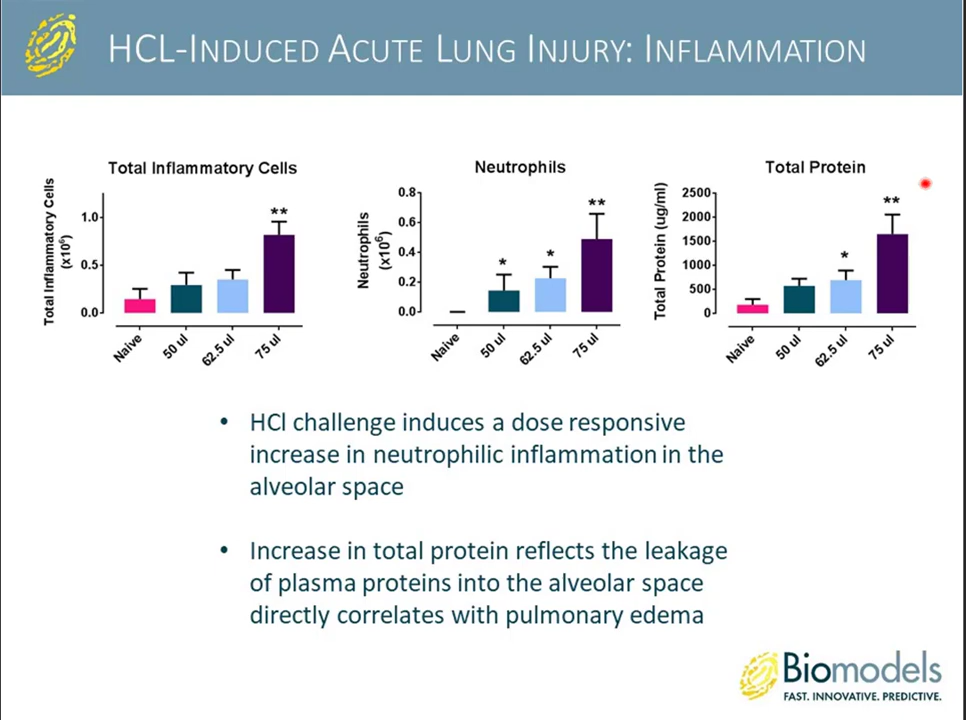 HCL-INDUCED ACUTE LUNG INJURY: INFLAMMATION
Total Inflammatory Cells
Total Inflammatory Cells
(x10⁶)
1.0
0.5
0.0
**
Naive
50 ul
62.5 ul
75 ul
Neutrophils
Neutrophils
(x10⁶)
0.8
0.6
0.4
0.2
0.0
*
*
**
Naive
50 ul
62.5 ul
75 ul
Total Protein
Total Protein (ug/ml)
2500
2000
1500
1000
500
0
*
**
Naive
50 ul
62.5 ul
75 ul
• HCl challenge induces a dose responsive
increase in neutrophilic inflammation in the
alveolar space
• Increase in total protein reflects the leakage
of plasma proteins into the alveolar space
directly correlates with pulmonary edema
Biomodels
FAST. INNOVATIVE. PREDICTIVE.